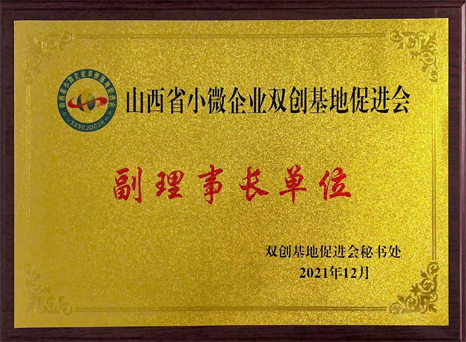 山西省小微企业双创基地促进会
副理事长单位
双创基地促进会秘书处
2021年12月